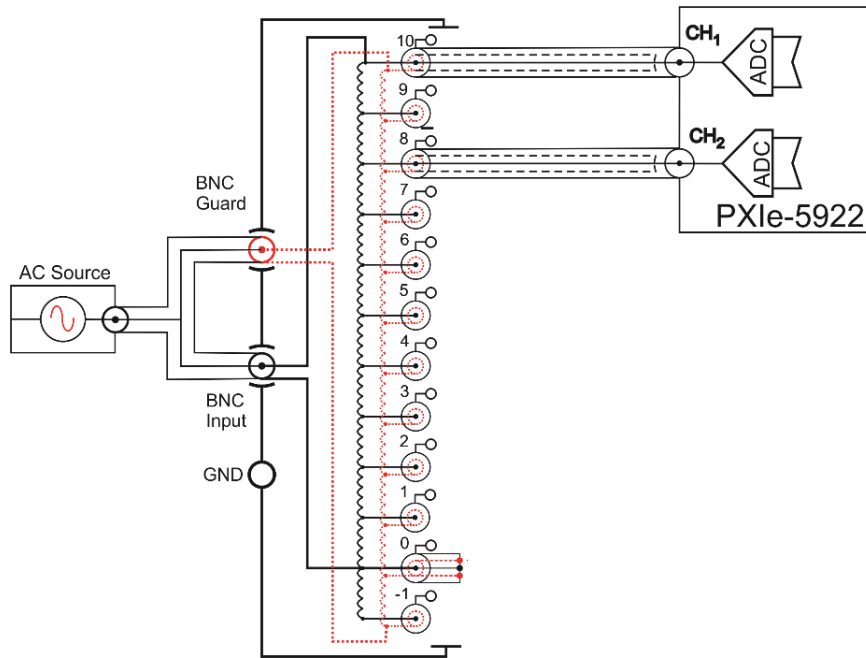 10
CH1
ADC
9
8
CH2
ADC
BNC
Guard
7
PXIe-5922
6
AC Source
5
4
BNC
Input
3
2
GND
1
0
-1